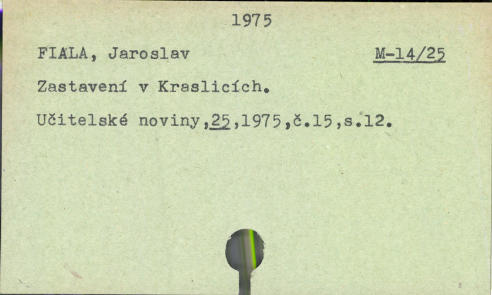 1975
FIALA, Jaroslav M-14/25
Zastavení v Kraslicích.
Učitelské noviny,25,1975,č.15,s.12.